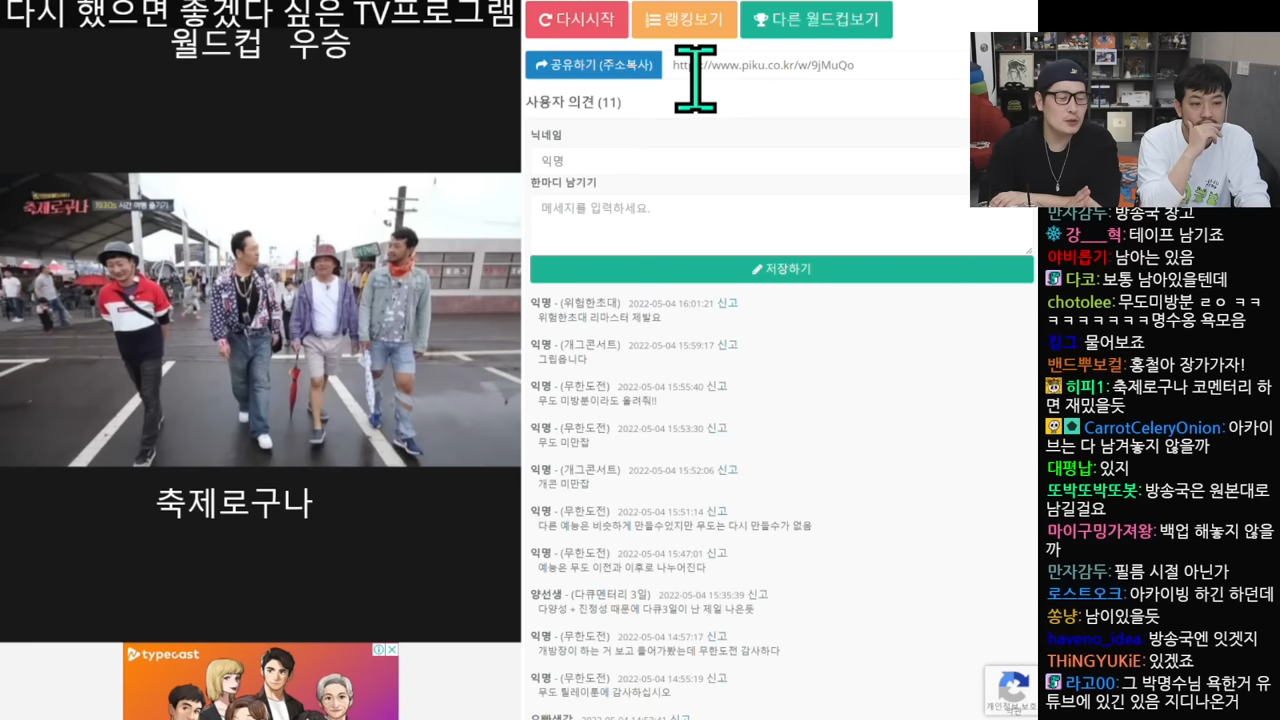 다시 했으면 좋겠다 싶은 TV프로그램
월드컵 우승
축제로구나 1930s 시간 여행 즐기기
축제로구나
typecast
다시시작
랭킹보기
다른 월드컵보기
공유하기 (주소복사)
https://www.piku.co.kr/w/9jMuQo
사용자 의견 (11)
닉네임
익명
한마디 남기기
메세지를 입력하세요.
저장하기
익명 - (위험한초대) 2022-05-04 16:01:21 신고
위험한초대 리마스터 제발요
익명 - (개그콘서트) 2022-05-04 15:59:17 신고
그립읍니다
익명 - (무한도전) 2022-05-04 15:55:40 신고
무도 미방분이라도 올려줘!!
익명 - (무한도전) 2022-05-04 15:53:30 신고
무도 미만잡
익명 - (개그콘서트) 2022-05-04 15:52:06 신고
개콘 미만잡
익명 - (무한도전) 2022-05-04 15:51:14 신고
다른 예능은 비슷하게 만들수있지만 무도는 다시 만들수가 없음
익명 - (무한도전) 2022-05-04 15:47:01 신고
예능은 무도 이전과 이후로 나누어진다
양선생 - (다큐멘터리 3일) 2022-05-04 15:35:39 신고
다양성 + 진정성 때문에 다큐3일이 난 제일 나은듯
익명 - (무한도전) 2022-05-04 14:57:17 신고
개방장이 하는 거 보고 들어가봤는데 무한도전 감사하다
익명 - (무한도전) 2022-05-04 14:55:19 신고
무도 릴레이툰에 감사하십시오
개인정보 보호
만자감두: 방송국 창고
강___혁: 테이프 남기죠
야비롭기: 남아는 있음
다코: 보통 남아있을텐데
chotolee: 무도미방분 ㄹㅇ ㅋㅋ
ㅋㅋㅋㅋㅋㅋㅋ명수옹 욕모음
킹그: 물어보죠
밴드뿌보컬: 홍철아 장가가자!
히피1: 축제로구나 코멘터리 하
면 재밌을듯
CarrotCeleryOnion: 아카이
브는 다 남겨놓지 않을까
대평납: 있지
또박또박또봇: 방송국은 원본대로
남길걸요
마이구밍가져왕: 백업 해놓지 않을
까
만자감두: 필름 시절 아닌가
로스트오크: 아카이빙 하긴 하던데
쏭냥: 남이있을듯
haveno_idea: 방송국엔 잇겟지
THiNGYUKiE: 있겠죠
라고00: 그 박명수님 욕한거 유
튜브에 있긴 있음 지디나온거